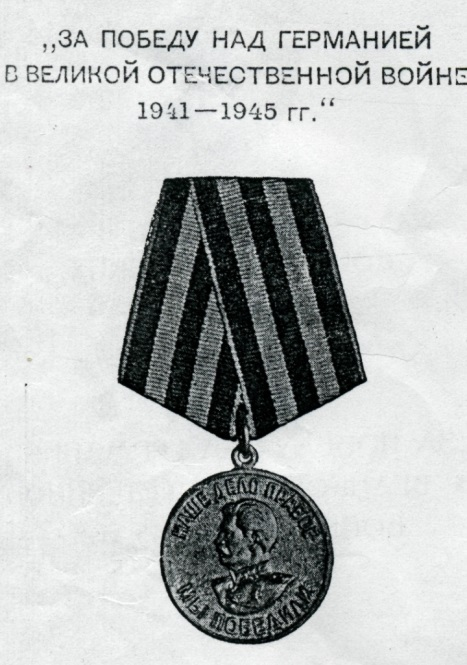 „ЗА ПОБЕДУ НАД ГЕРМАНИЕЙ
В ВЕЛИКОЙ ОТЕЧЕСТВЕННОЙ ВОЙНЕ
1941—1945 гг.“
НАШЕ ДЕЛО ПРАВОЕ
МЫ ПОБЕДИЛИ